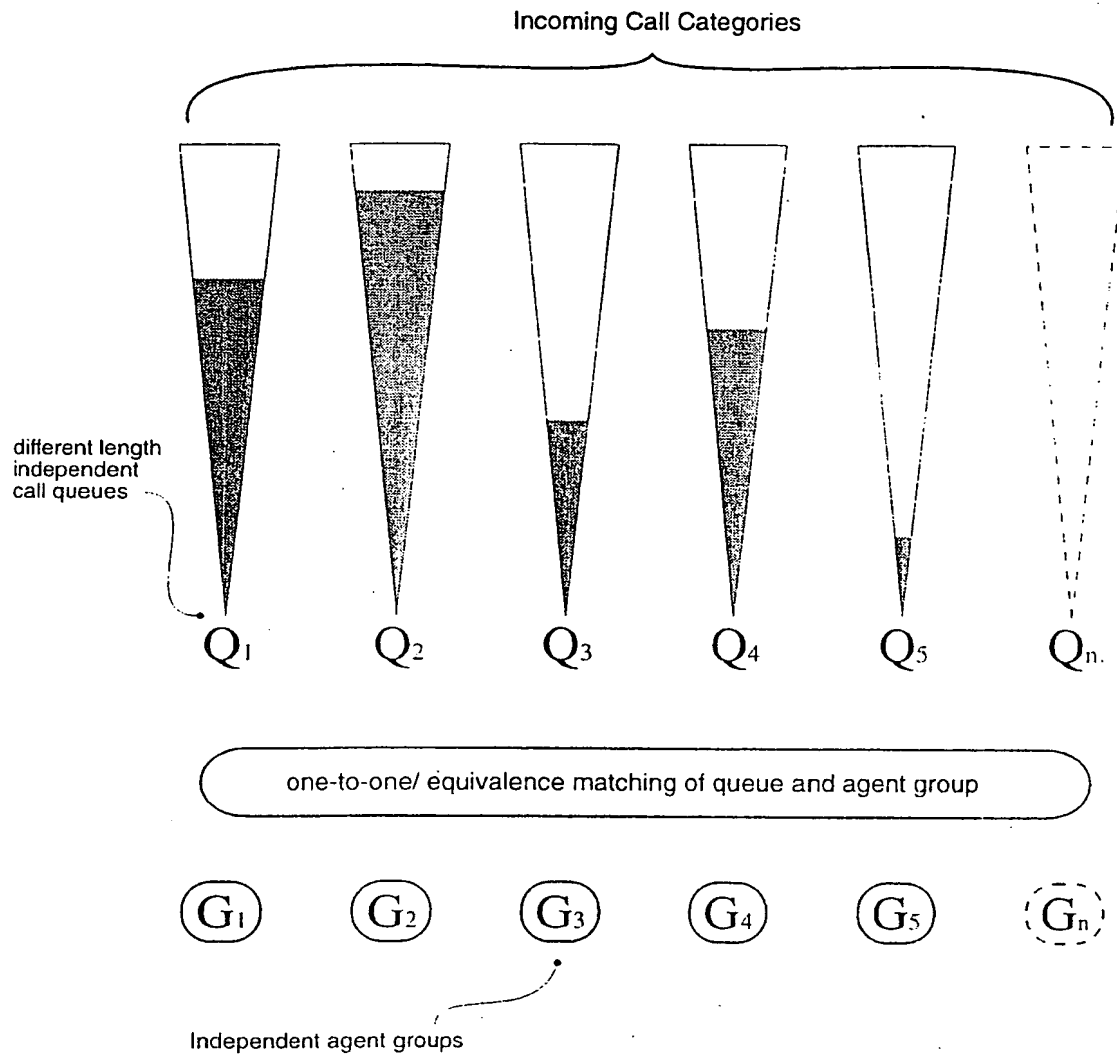 Incoming Call Categories
different length
independent
call queues
Q1 Q2 Q3 Q4 Q5 Qn
one-to-one/ equivalence matching of queue and agent group
G1 G2 G3 G4 G5 Gn
Independent agent groups